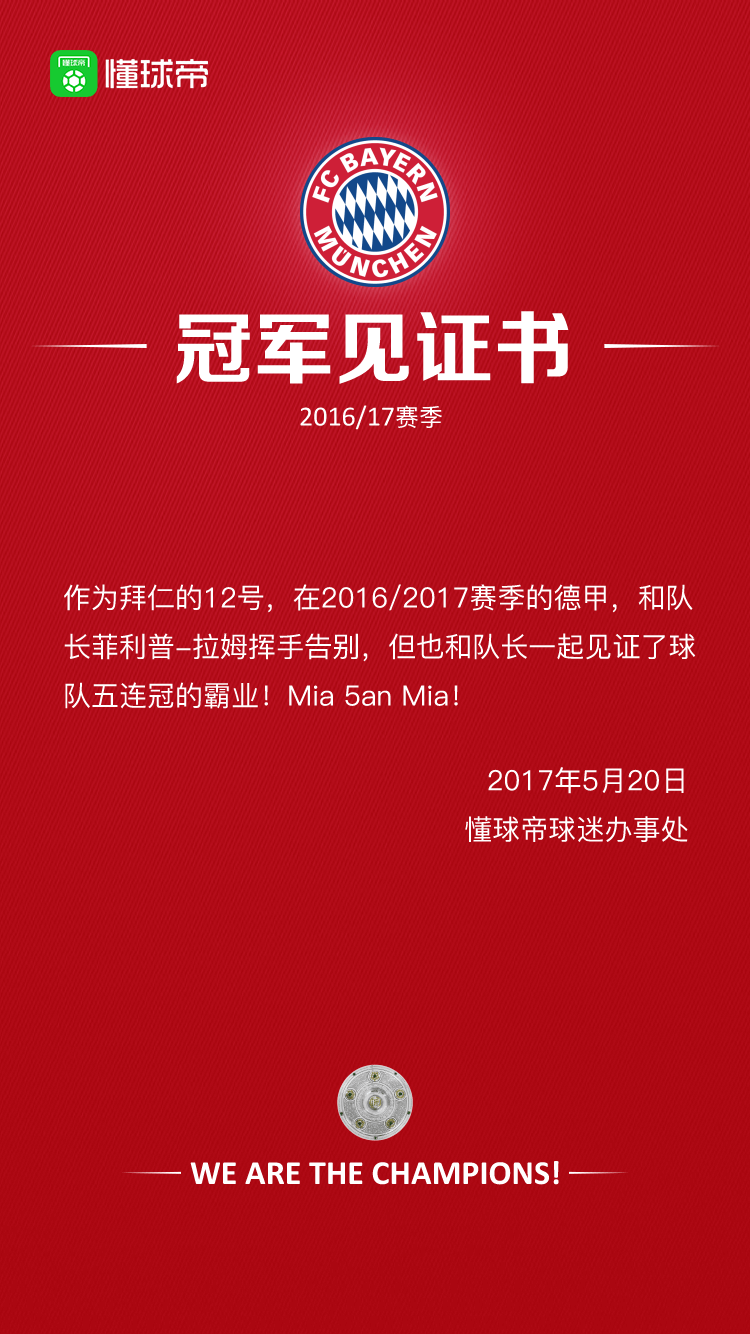 懂球帝
懂球帝
FC BAYERN
MÜNCHEN
冠军见证书
2016/17赛季
作为拜仁的12号，在2016/2017赛季的德甲，和队
长菲利普-拉姆挥手告别，但也和队长一起见证了球
队五连冠的霸业！Mia 5an Mia！
2017年5月20日
懂球帝球迷办事处
WE ARE THE CHAMPIONS!